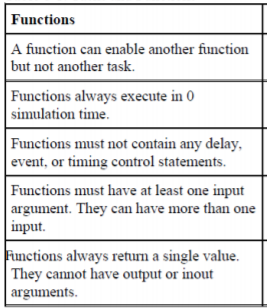 Functions
A function can enable another function
but not another task.
Functions always execute in 0
simulation time.
Functions must not contain any delay,
event, or timing control statements.
Functions must have at least one input
argument. They can have more than one
input.
Functions always return a single value.
They cannot have output or inout
arguments.